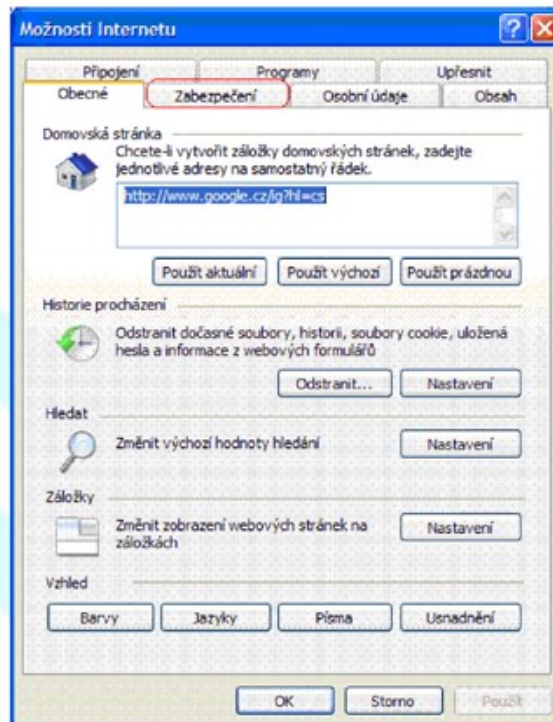 Možnosti Internetu
Připojení Programy Upřesnit
Obecné Zabezpečení Osobní údaje Obsah
Domovská stránka
Chcete-li vytvořit záložky domovských stránek, zadejte
jednotlivé adresy na samostatný řádek.
http://www.google.cz/ig?hl=cs
Použít aktuální Použít výchozí Použít prázdnou
Historie procházení
Odstranit dočasné soubory, historii, soubory cookie, uložená
hesla a informace z webových formulářů
Odstranit... Nastavení
Hledat
Změnit výchozí hodnoty hledání Nastavení
Záložky
Změnit zobrazení webových stránek na
záložkách Nastavení
Vzhled
Barvy Jazyky Písma Usnadnění
OK Storno Použít